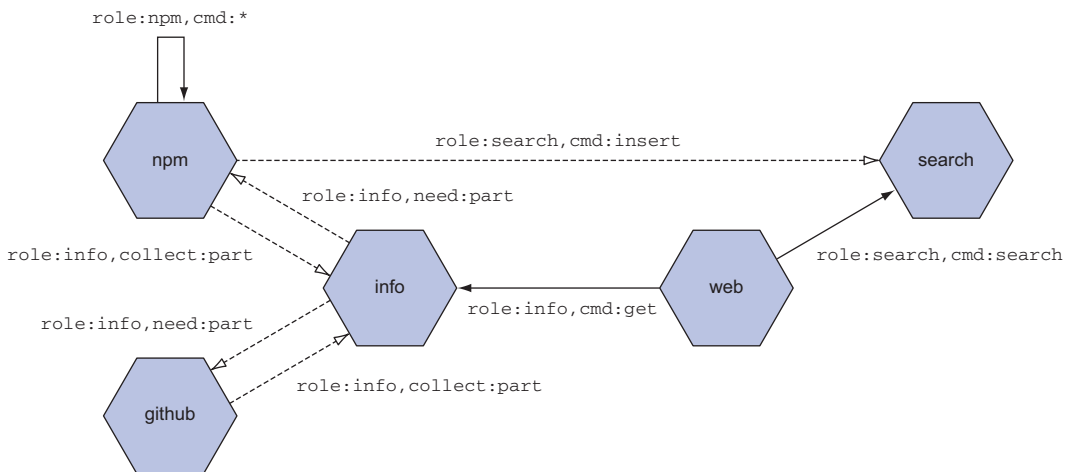 role:npm,cmd:*
npm
role:search,cmd:insert
search
role:info,need:part
role:info,collect:part
role:search,cmd:search
info
web
role:info,cmd:get
role:info,need:part
role:info,collect:part
github